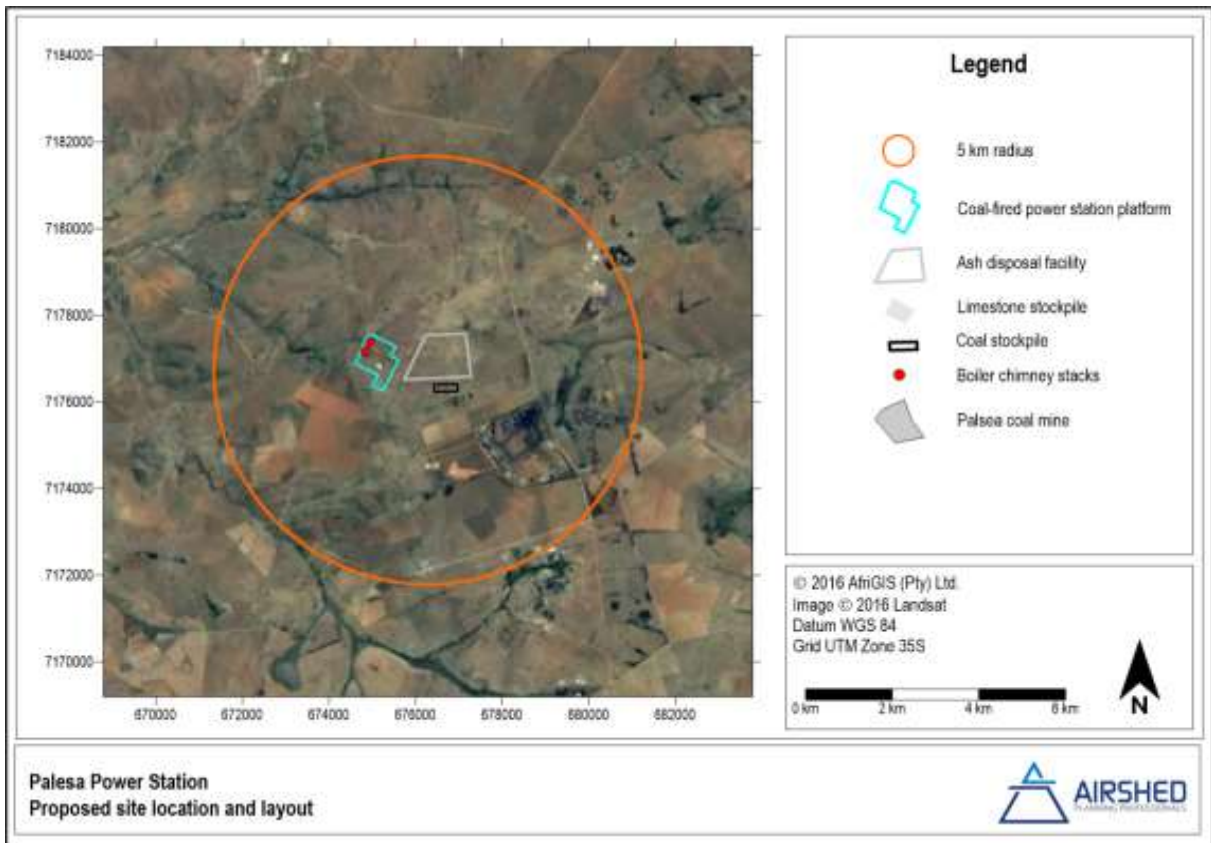 7184000
7182000
7180000
7178000
7176000
7174000
7172000
7170000
670000
672000
674000
676000
678000
680000
682000
Legend
5 km radius
Coal-fired power station platform
Ash disposal facility
Limestone stockpile
Coal stockpile
Boiler chimney stacks
Palsea coal mine
© 2016 AfriGIS (Pty) Ltd.
Image © 2016 Landsat
Datum WGS 84
Grid UTM Zone 35S
0 km
2 km
4 km
6 km
N
Palesa Power Station
Proposed site location and layout
AIRSHED
PLANNING PROFESSIONALS